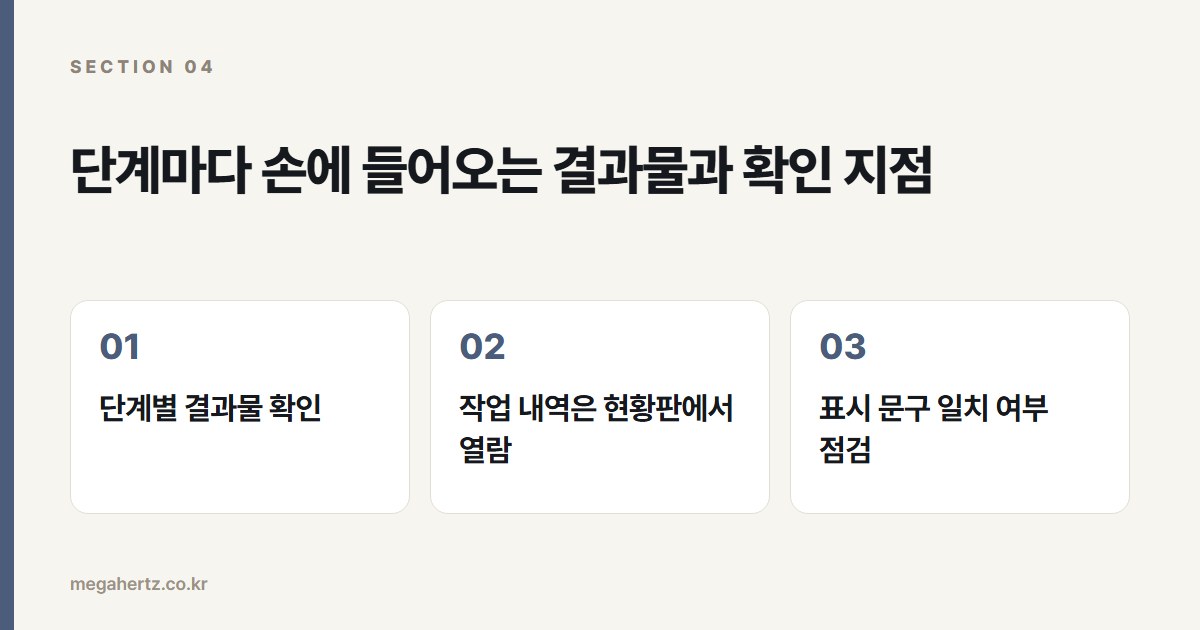 SECTION 04
단계마다 손에 들어오는 결과물과 확인 지점
01
단계별 결과물 확인
02
작업 내역은 현황판에서
열람
03
표시 문구 일치 여부
점검
megahertz.co.kr